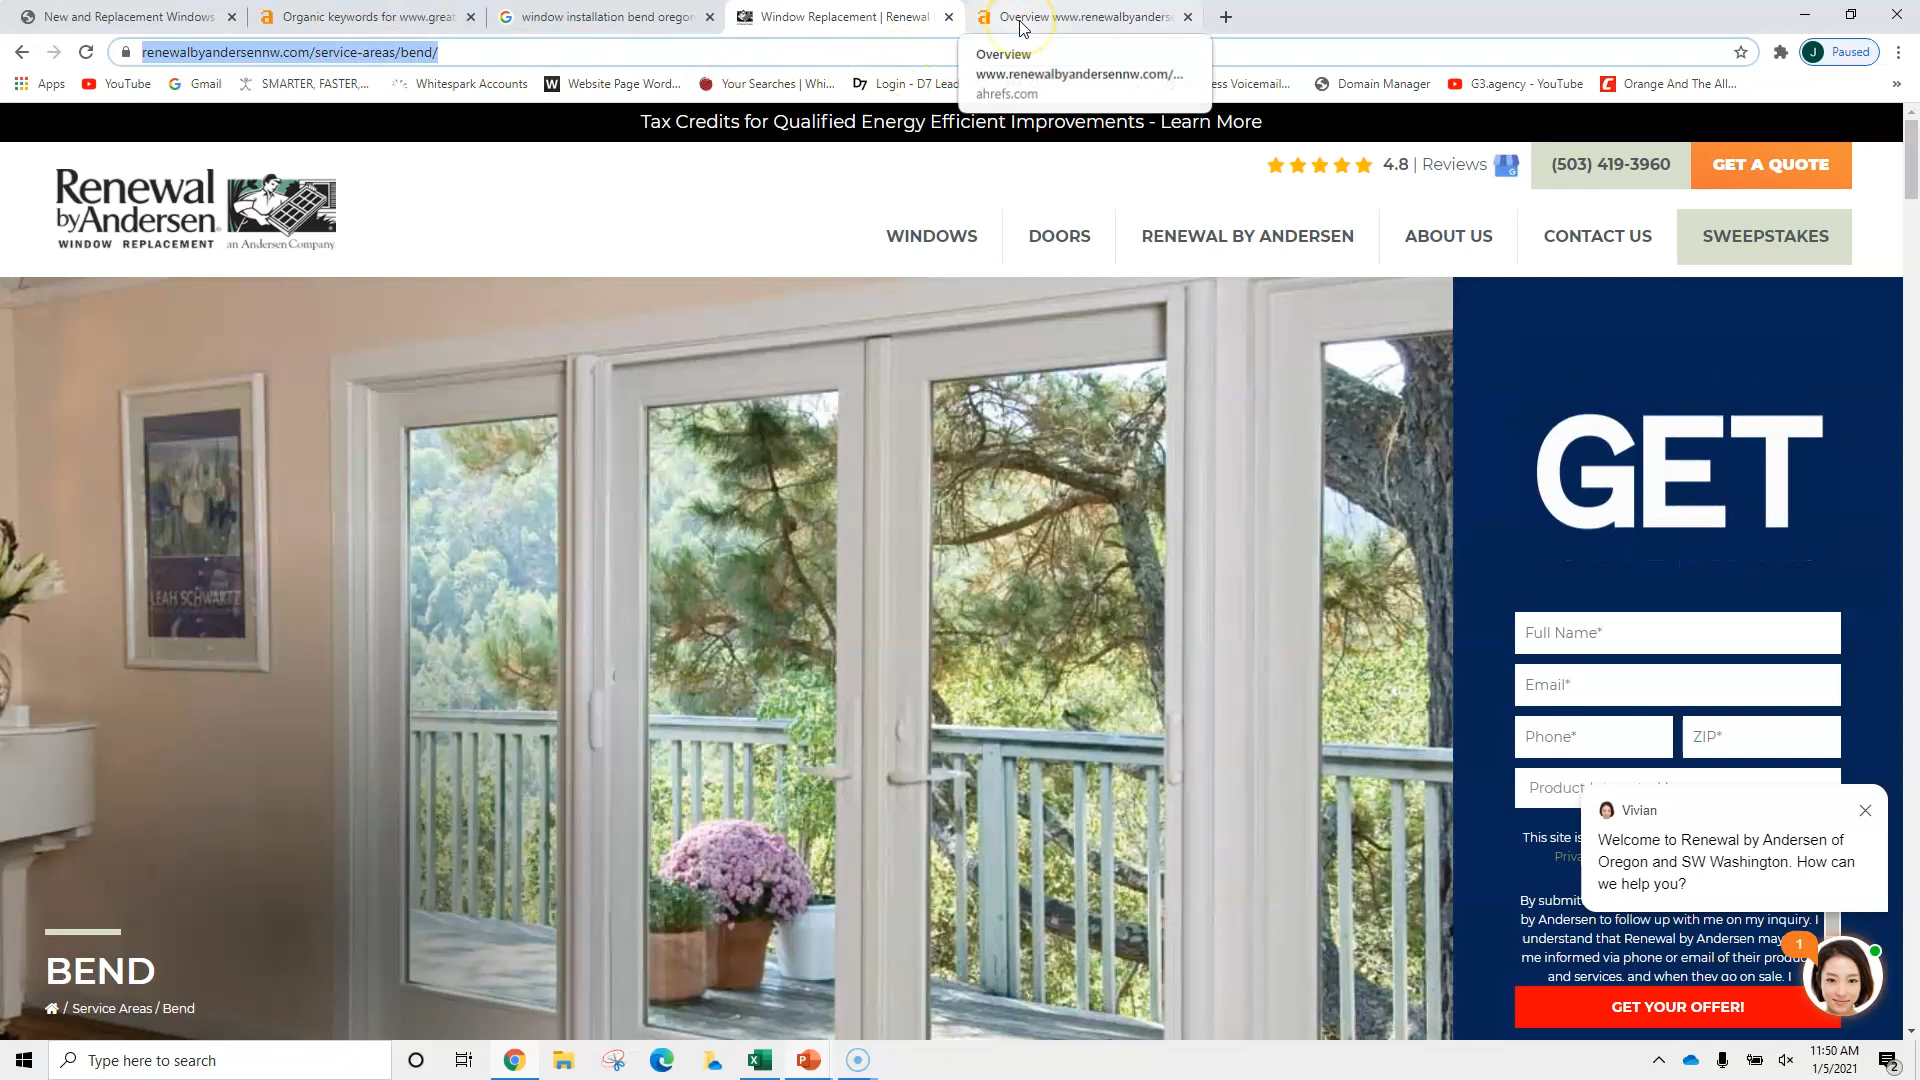 New and Replacement Windows
Organic keywords for www.great
window installation bend oregon
Window Replacement | Renewal
Overview www.renewalbyanderse
renewalbyandersennw.com/service-areas/bend/
Paused
Overview
www.renewalbyandersennw.com/...
ahrefs.com
Apps
YouTube
Gmail
SMARTER, FASTER,...
Whitespark Accounts
Website Page Word...
Your Searches | Whi...
Login - D7 Lead
ess Voicemail...
Domain Manager
G3.agency - YouTube
Orange And The All...
Tax Credits for Qualified Energy Efficient Improvements - Learn More
Renewal
by Andersen
WINDOW REPLACEMENT an Andersen Company
4.8 | Reviews
(503) 419-3960
GET A QUOTE
WINDOWS
DOORS
RENEWAL BY ANDERSEN
ABOUT US
CONTACT US
SWEEPSTAKES
LEAH SCHWARTZ
GET
Full Name*
Email*
Phone*
ZIP*
Product
This site is
Priva
By submit
by Andersen to follow up with me on my inquiry. I
understand that Renewal by Andersen may
me informed via phone or email of their produ
and services, and when they go on sale. I
GET YOUR OFFER!
Vivian
Welcome to Renewal by Andersen of
Oregon and SW Washington. How can
we help you?
1
BEND
/ Service Areas / Bend
Type here to search
11:50 AM
1/5/2021
2